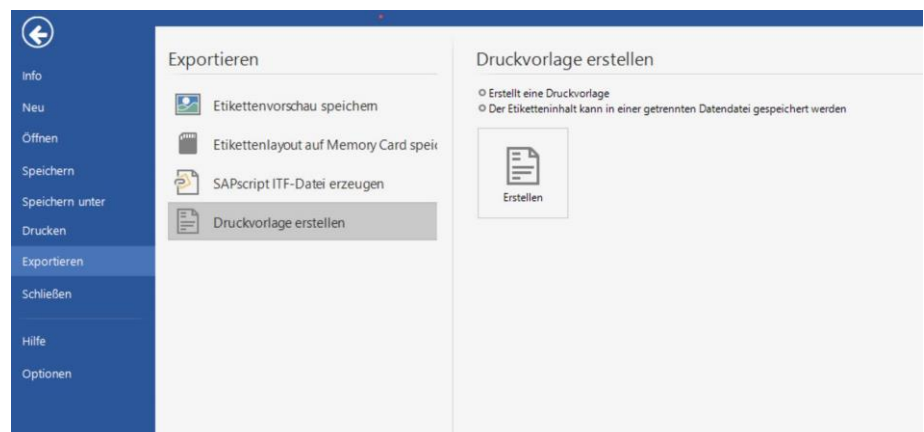 Info
Neu
Öffnen
Speichern
Speichern unter
Drucken
Exportieren
Schließen
Hilfe
Optionen
Exportieren
Etikettenvorschau speichern
Etikettenlayout auf Memory Card speic
SAPscript ITF-Datei erzeugen
Druckvorlage erstellen
Druckvorlage erstellen
Erstellt eine Druckvorlage
Der Etiketteninhalt kann in einer getrennten Datendatei gespeichert werden
Erstellen